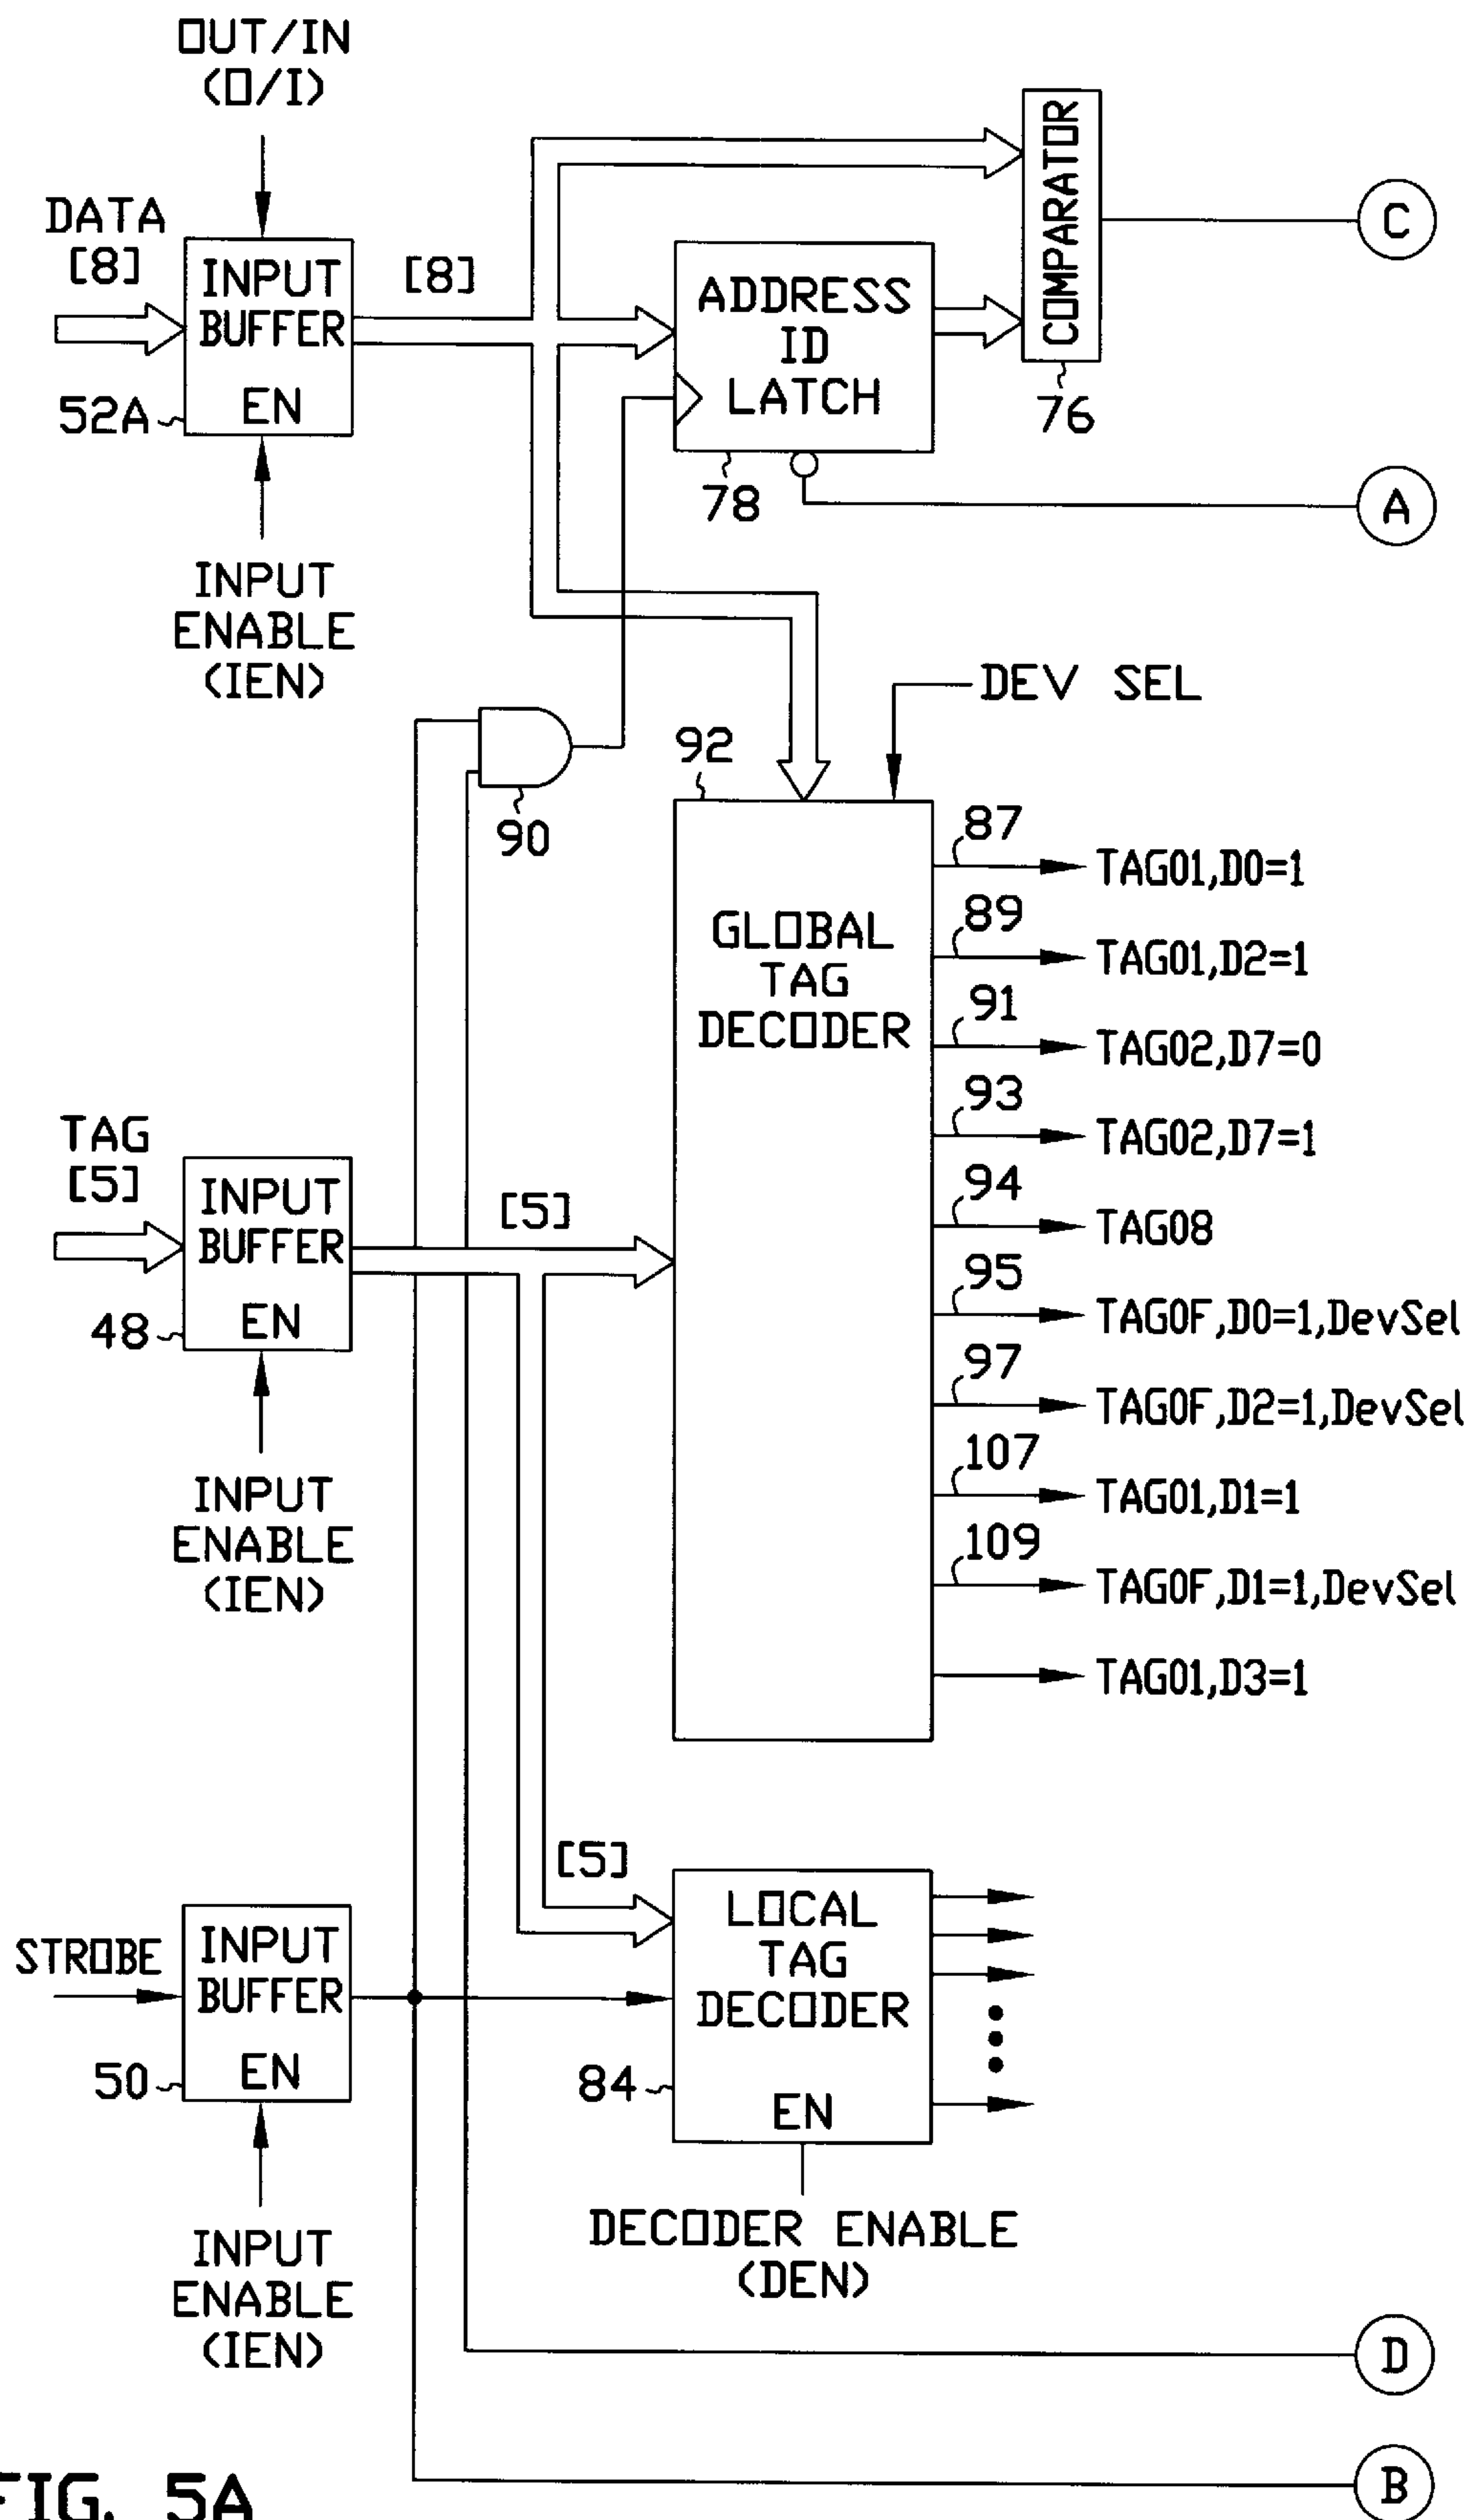 OUT/IN
(O/I)
DATA
[8]
INPUT
BUFFER
EN
52A
INPUT
ENABLE
(IEN)
[8]
ADDRESS
ID
LATCH
78
COMPARATOR
76
C
A
90
DEV SEL
92
GLOBAL
TAG
DECODER
87
TAG01,D0=1
89
TAG01,D2=1
91
TAG02,D7=0
93
TAG02,D7=1
94
TAG08
95
TAG0F,D0=1,DevSel
97
TAG0F,D2=1,DevSel
107
TAG01,D1=1
109
TAG0F,D1=1,DevSel
TAG01,D3=1
TAG
[5]
INPUT
BUFFER
EN
48
INPUT
ENABLE
(IEN)
[5]
[5]
STROBE
INPUT
BUFFER
EN
50
INPUT
ENABLE
(IEN)
LOCAL
TAG
DECODER
EN
84
DECODER ENABLE
(DEN)
D
B
FIG. 5A